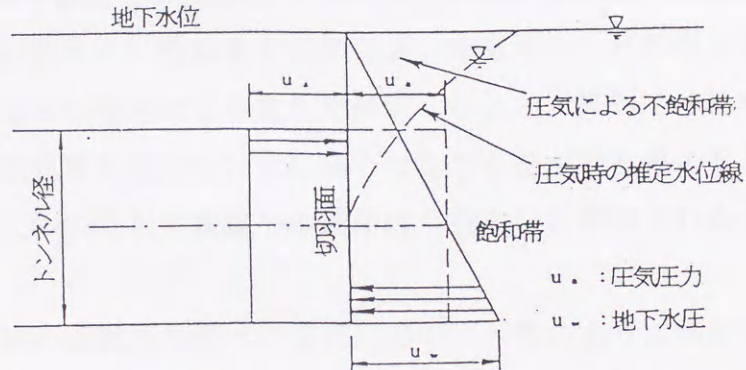 地下水位
u.
u.
圧気による不飽和帯
圧気時の推定水位線
トンネル径
切羽面
飽和帯
u. : 圧気圧力
u- : 地下水圧
u-